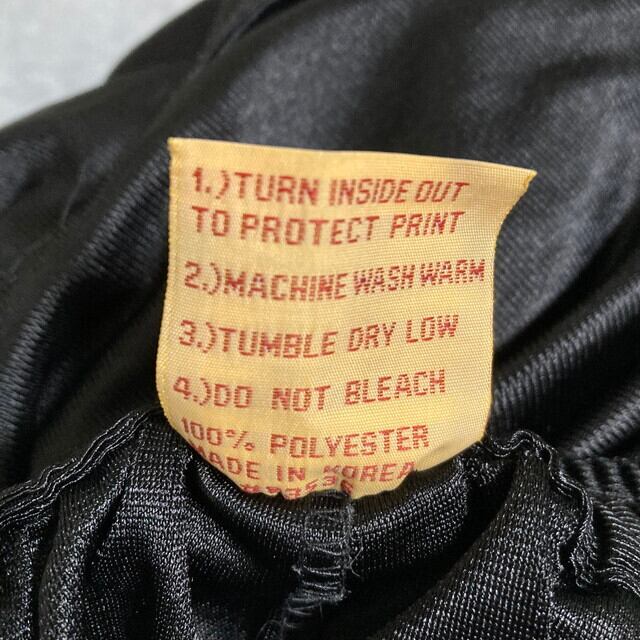 1.)TURN INSIDE OUT
TO PROTECT PRINT
2.)MACHINE WASH WARM
3.)TUMBLE DRY LOW
4.)DO NOT BLEACH
100% POLYESTER
MADE IN KOREA